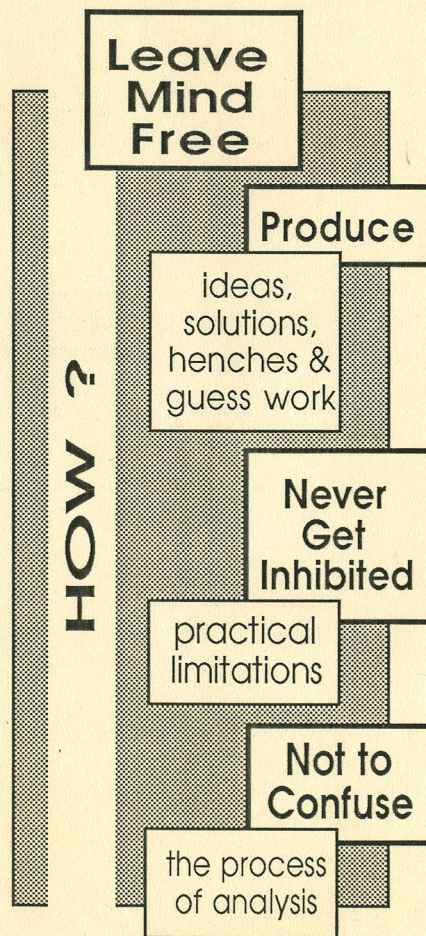 Leave
Mind
Free
HOW ?
Produce
ideas,
solutions,
henches &
guess work
Never
Get
Inhibited
practical
limitations
Not to
Confuse
the process
of analysis